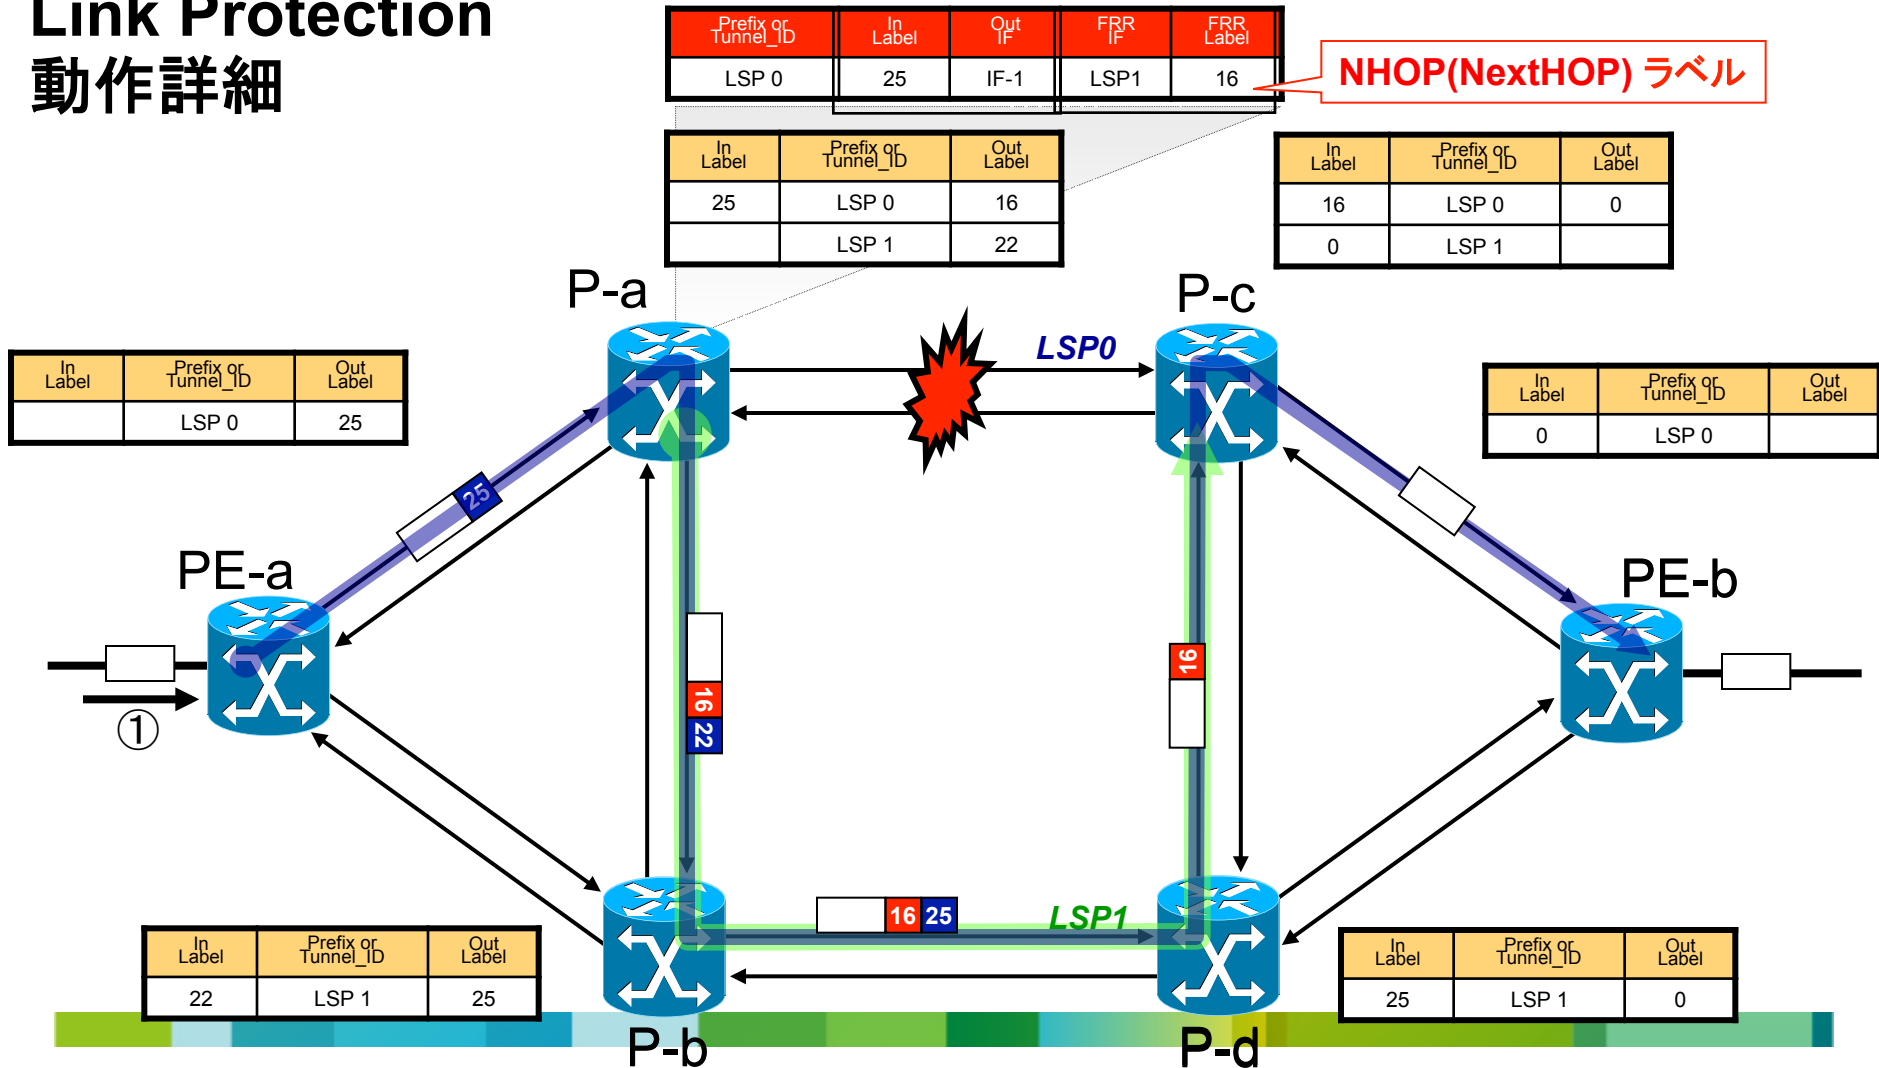 Link Protection
動作詳細
Prefix or Tunnel_ID In Label Out IF FRR IF FRR Label
LSP 0 25 IF-1 LSP1 16
NHOP(NextHOP) ラベル
In Label Prefix or Tunnel_ID Out Label
25 LSP 0 16
LSP 1 22
In Label Prefix or Tunnel_ID Out Label
16 LSP 0 0
0 LSP 1
P-a
P-c
LSP0
In Label Prefix or Tunnel_ID Out Label
LSP 0 25
In Label Prefix or Tunnel_ID Out Label
0 LSP 0
25
PE-a
PE-b
①
16 22
16
16 25
LSP1
In Label Prefix or Tunnel_ID Out Label
22 LSP 1 25
In Label Prefix or Tunnel_ID Out Label
25 LSP 1 0
P-b
P-d